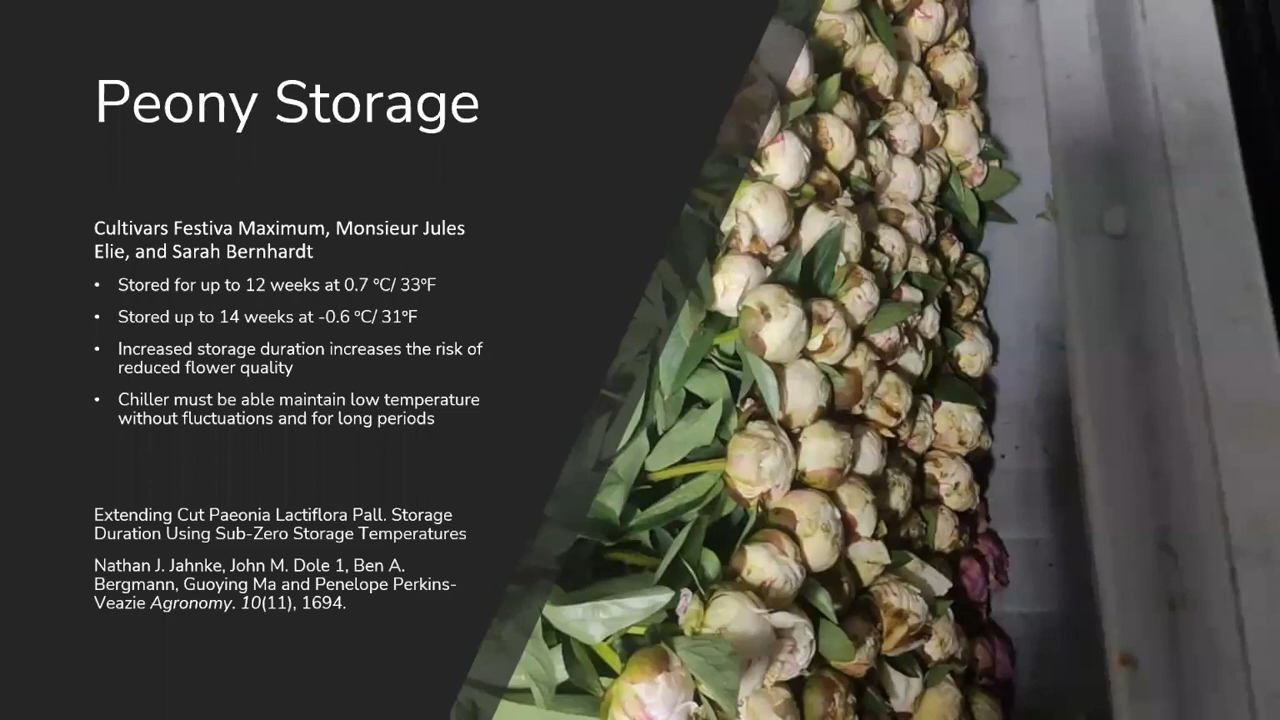 Peony Storage
Cultivars Festiva Maximum, Monsieur Jules
Elie, and Sarah Bernhardt
• Stored for up to 12 weeks at 0.7 ºC/ 33ºF
• Stored up to 14 weeks at -0.6 ºC/ 31ºF
• Increased storage duration increases the risk of
reduced flower quality
• Chiller must be able maintain low temperature
without fluctuations and for long periods
Extending Cut Paeonia Lactiflora Pall. Storage
Duration Using Sub-Zero Storage Temperatures
Nathan J. Jahnke, John M. Dole 1, Ben A.
Bergmann, Guoying Ma and Penelope Perkins-
Veazie Agronomy. 10(11), 1694.